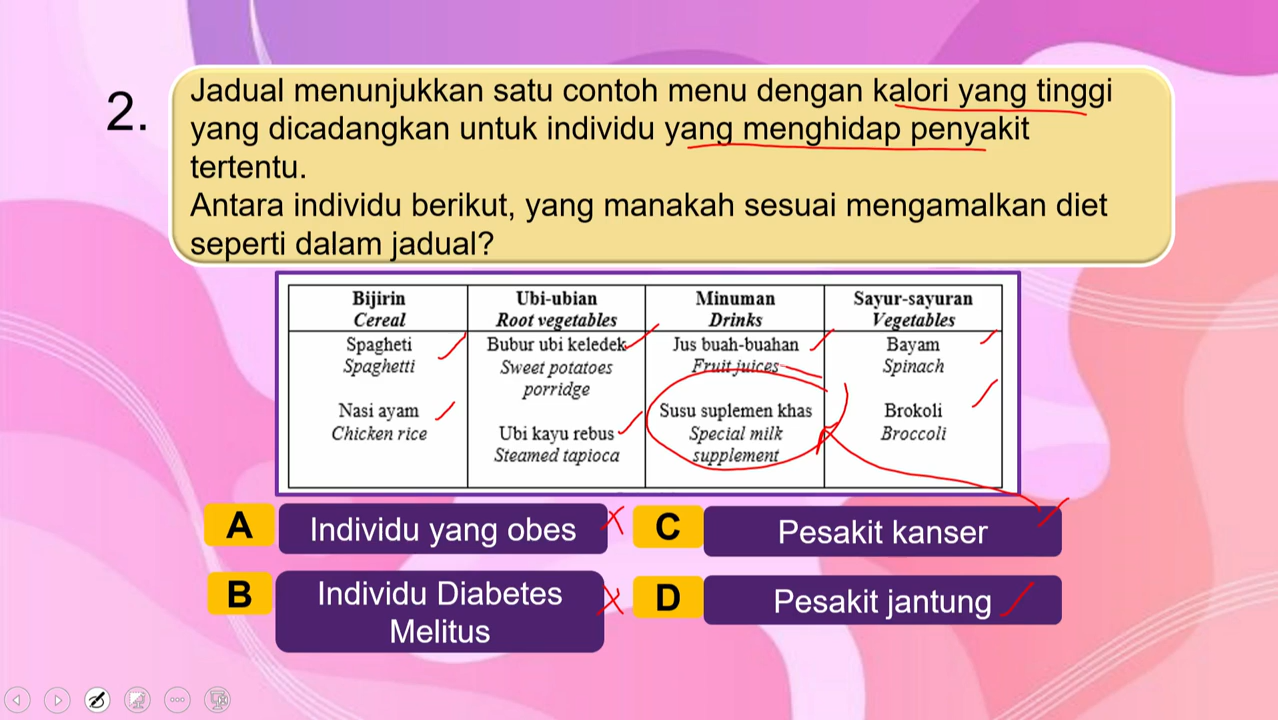 2.
Jadual menunjukkan satu contoh menu dengan kalori yang tinggi
yang dicadangkan untuk individu yang menghidap penyakit
tertentu.
Antara individu berikut, yang manakah sesuai mengamalkan diet
seperti dalam jadual?
Bijirin Ubi-ubian Minuman Sayur-sayuran
Cereal Root vegetables Drinks Vegetables
Spagheti Bubur ubi keledek Jus buah-buahan Bayam
Spaghetti Sweet potatoes Fruit juices Spinach
porridge
Nasi ayam Susu suplemen khas Brokoli
Chicken rice Ubi kayu rebus Special milk Broccoli
Steamed tapioca supplement
A Individu yang obes C Pesakit kanser
B Individu Diabetes
Melitus
D Pesakit jantung